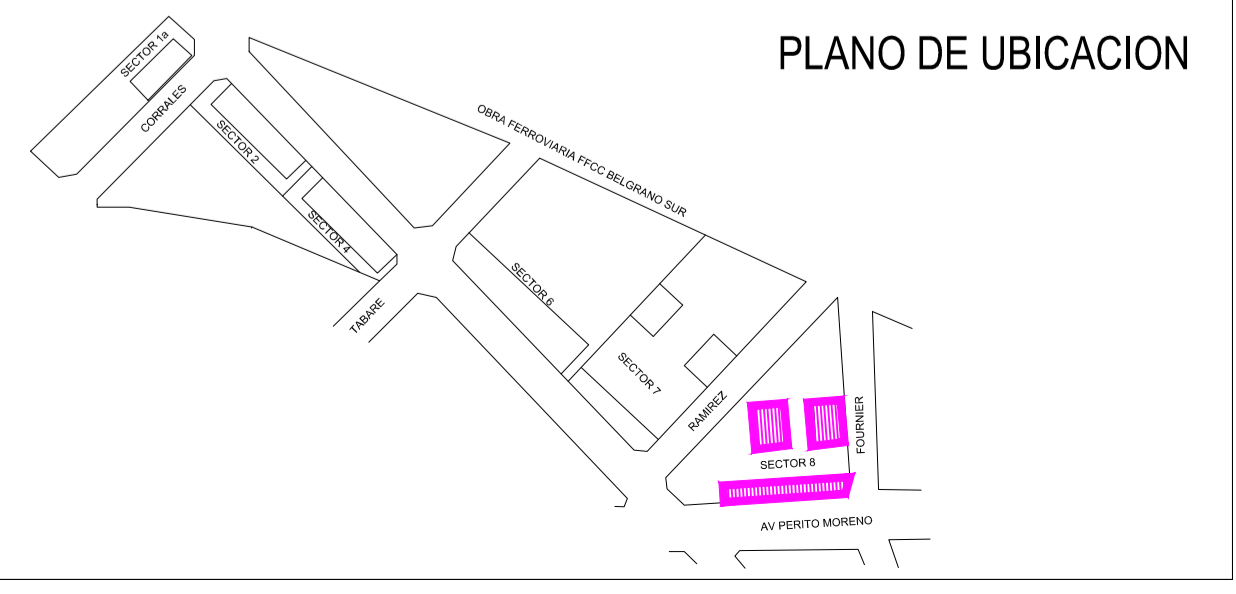 PLANO DE UBICACION
SECTOR 1a
CORRALES
SECTOR 2
OBRA FERROVIARIA FFCC BELGRANO SUR
SECTOR 4
TABARE
SECTOR 6
SECTOR 7
RAMIREZ
FOURNIER
SECTOR 8
AV PERITO MORENO